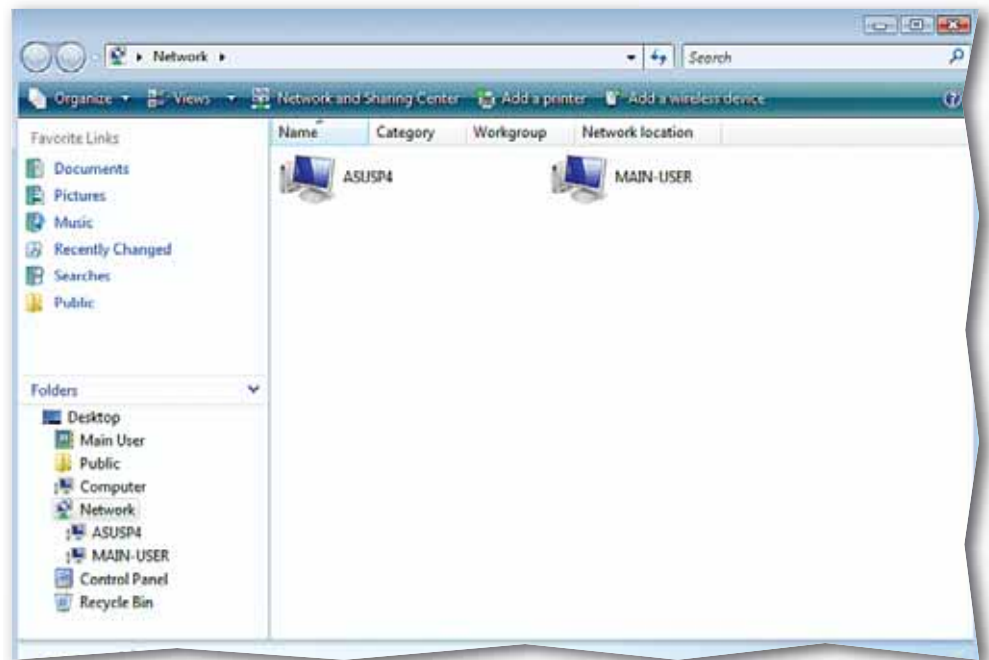 Network
Search
Organize Views Network and Sharing Center Add a printer Add a wireless device
Favorite Links
Documents
Pictures
Music
Recently Changed
Searches
Public
Folders
Desktop
Main User
Public
Computer
Network
ASUSP4
MAIN-USER
Control Panel
Recycle Bin
Name Category Workgroup Network location
ASUSP4 MAIN-USER